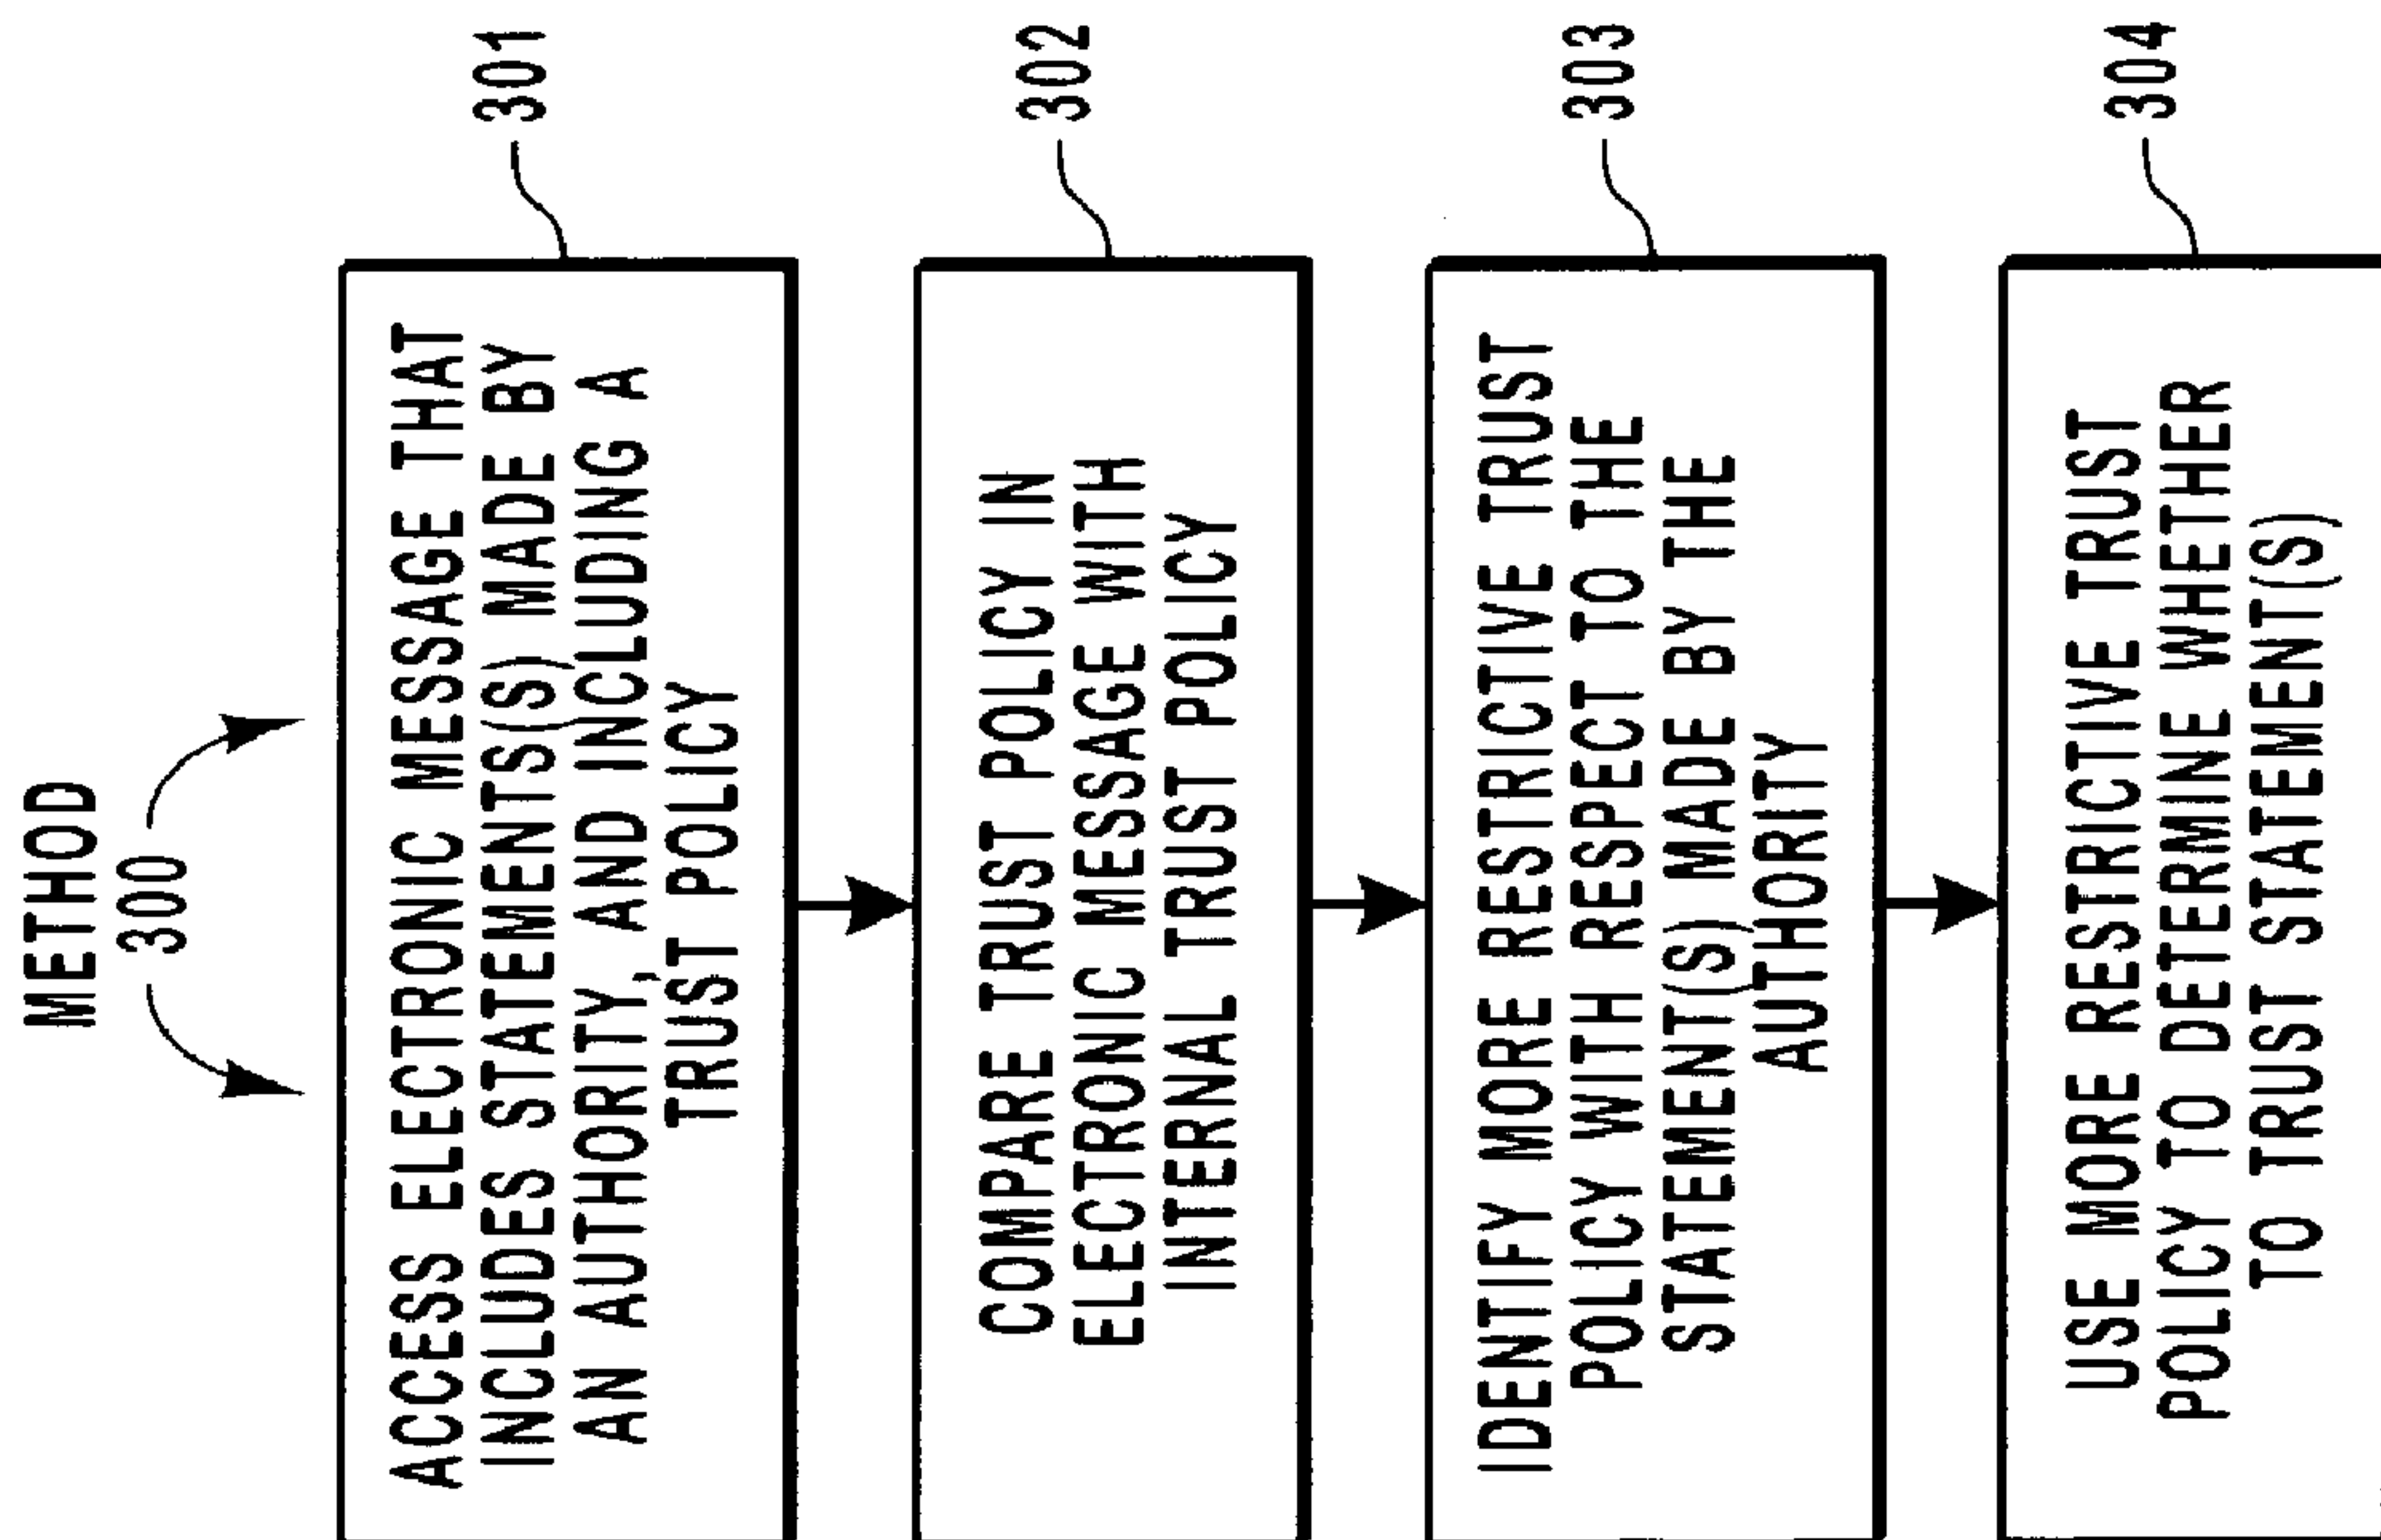 METHOD
300
ACCESS ELECTRONIC MESSAGE THAT
INCLUDES STATEMENTS(S) MADE BY
AN AUTHORITY, AND INCLUDING A
TRUST POLICY
301
COMPARE TRUST POLICY IN
ELECTRONIC MESSAGE WITH
INTERNAL TRUST POLICY
302
IDENTIFY MORE RESTRICTIVE TRUST
POLICY WITH RESPECT TO THE
STATEMENT(S) MADE BY THE
AUTHORITY
303
USE MORE RESTRICTIVE TRUST
POLICY TO DETERMINE WHETHER
TO TRUST STATEMENT(S)
304